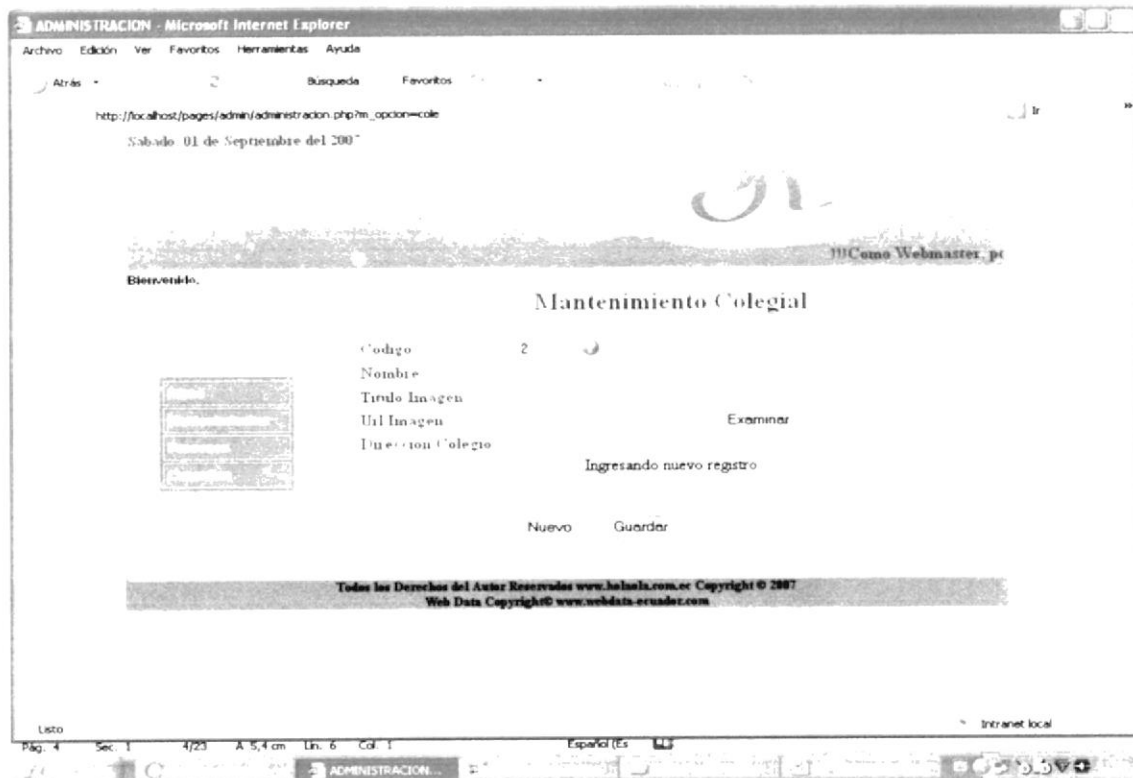 ADMINISTRACION - Microsoft Internet Explorer
Archivo Edición Ver Favoritos Herramientas Ayuda
Atrás Búsqueda Favoritos
http://localhost/pages/admin/administracion.php?m_opcion=cole Ir
Sabado 01 de Septiembre del
!!!Como Webmaster, po
Bienvenido,
Mantenimiento Colegial
Codigo 2
Nombre
Titulo Imagen
Url Imagen Examinar
Direccion Colegio
Ingresando nuevo registro
Nuevo Guardar
Todos los Derechos del Autor Reservados www.holaola.com.ec Copyright © 2007
Web Data Copyright© www.webdata-ecuador.com
Listo Intranet local
Pág. 4 Sec. 1 4/23 A 5,4 cm Lín. 6 Col. 1 Español (Es
ADMINISTRACION...